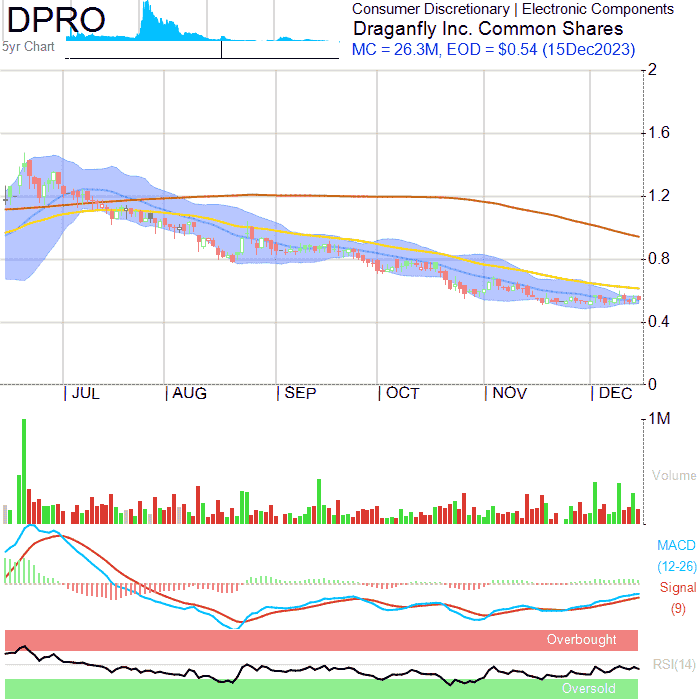 DPRO
5yr Chart
Consumer Discretionary | Electronic Components
Draganfly Inc. Common Shares
MC = 26.3M, EOD = $0.54 (15Dec2023)
2
1.6
1.2
0.8
0.4
0
| JUL | AUG | SEP | OCT | NOV | DEC
1M
Volume
MACD
(12-26)
Signal
(9)
Overbought
RSI(14)
Oversold